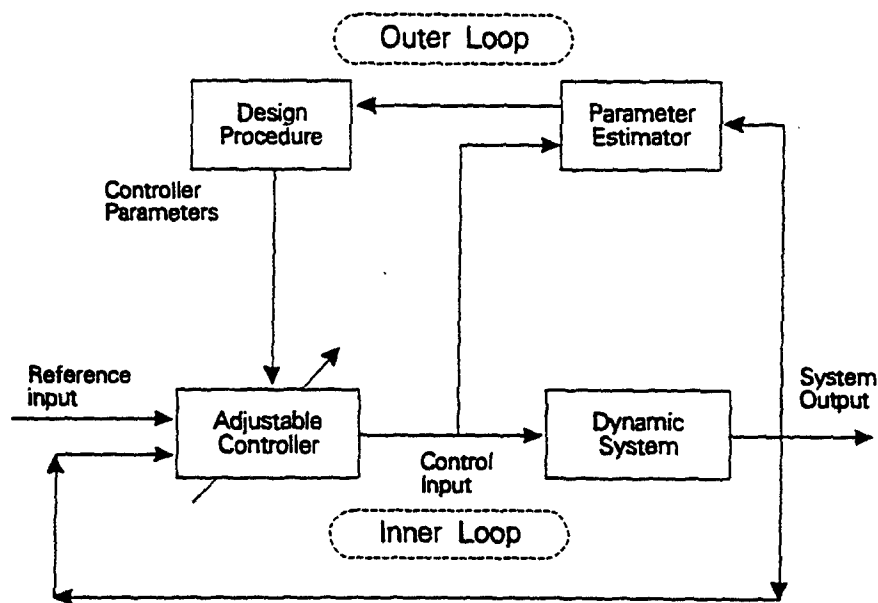 Outer Loop
Design
Procedure
Parameter
Estimator
Controller
Parameters
Reference
input
Adjustable
Controller
Control
Input
Dynamic
System
System
Output
Inner Loop